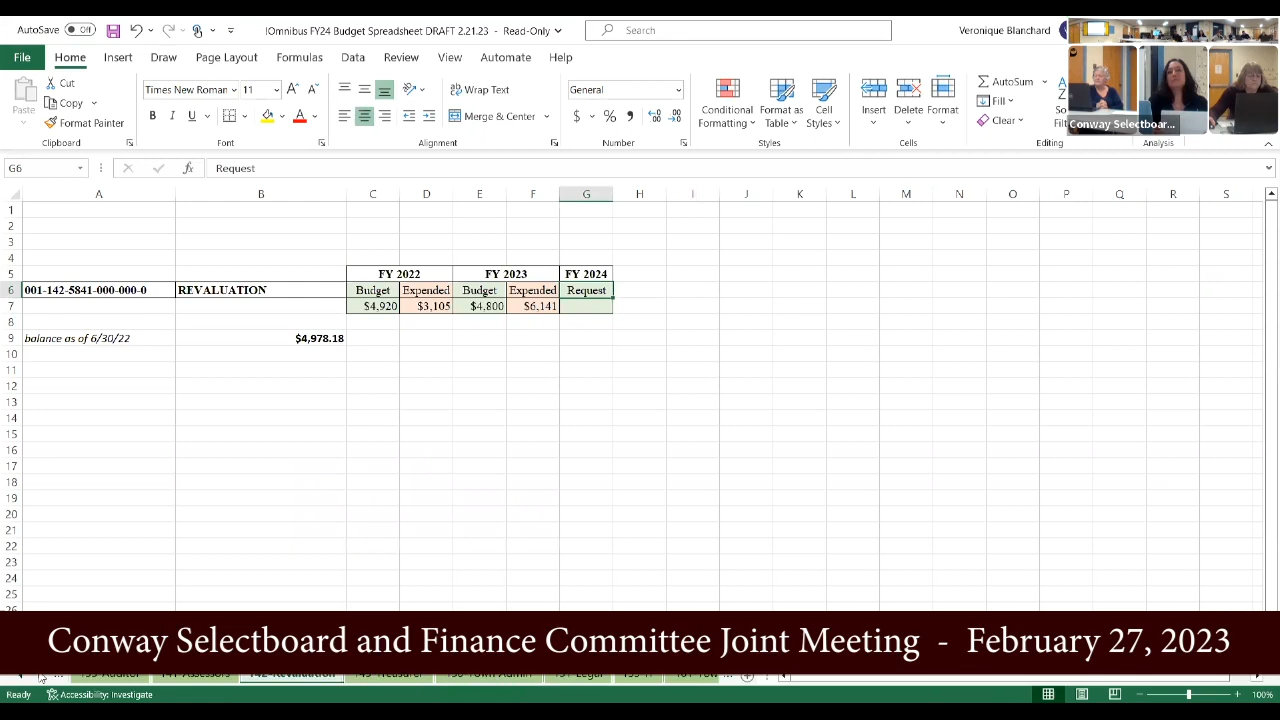 AutoSave Off !Omnibus FY24 Budget Spreadsheet DRAFT 2.21.23 - Read-Only Search Veronique Blanchard
File Home Insert Draw Page Layout Formulas Data Review View Automate Help
Cut
Copy
Format Painter
Paste
Times New Roman 11 A A
B I U A
Wrap Text
Merge & Center
General
$ % 9
Conditional Formatting
Format as Table
Cell Styles
Insert Delete Format
AutoSum
Fill
Clear
Conway Selectboar...
Clipboard Font Alignment Number Styles Cells Editing Analysis
G6 fx Request
A B C D E F G H I J K L M N O P Q R S
1
2
3
4
5 FY 2022 FY 2023 FY 2024
6 001-142-5841-000-000-0 REVALUATION Budget Expended Budget Expended Request
7 $4,920 $3,105 $4,800 $6,141
8
9 balance as of 6/30/22 $4,978.18
10
11
12
13
14
15
16
17
18
19
20
21
22
23
24
25
26
Conway Selectboard and Finance Committee Joint Meeting - February 27, 2023
Ready Accessibility: Investigate 100%